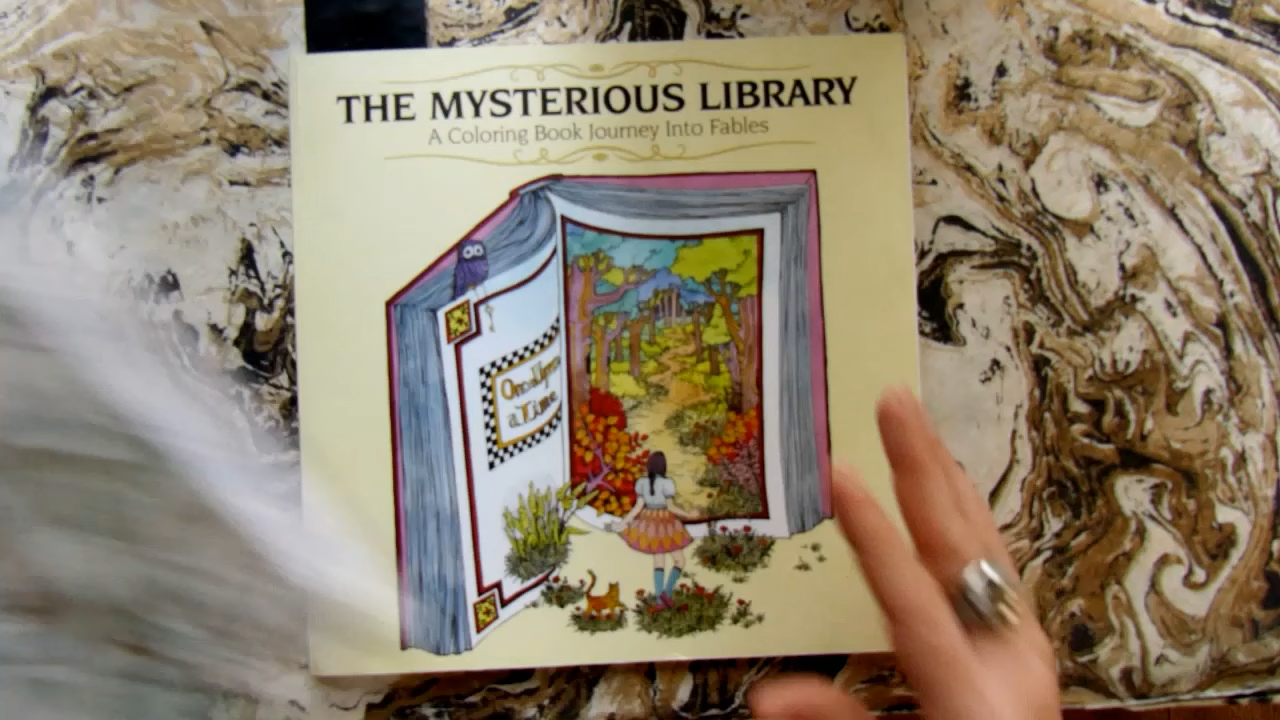 THE MYSTERIOUS LIBRARY
A Coloring Book Journey Into Fables
Once Upon
a Time